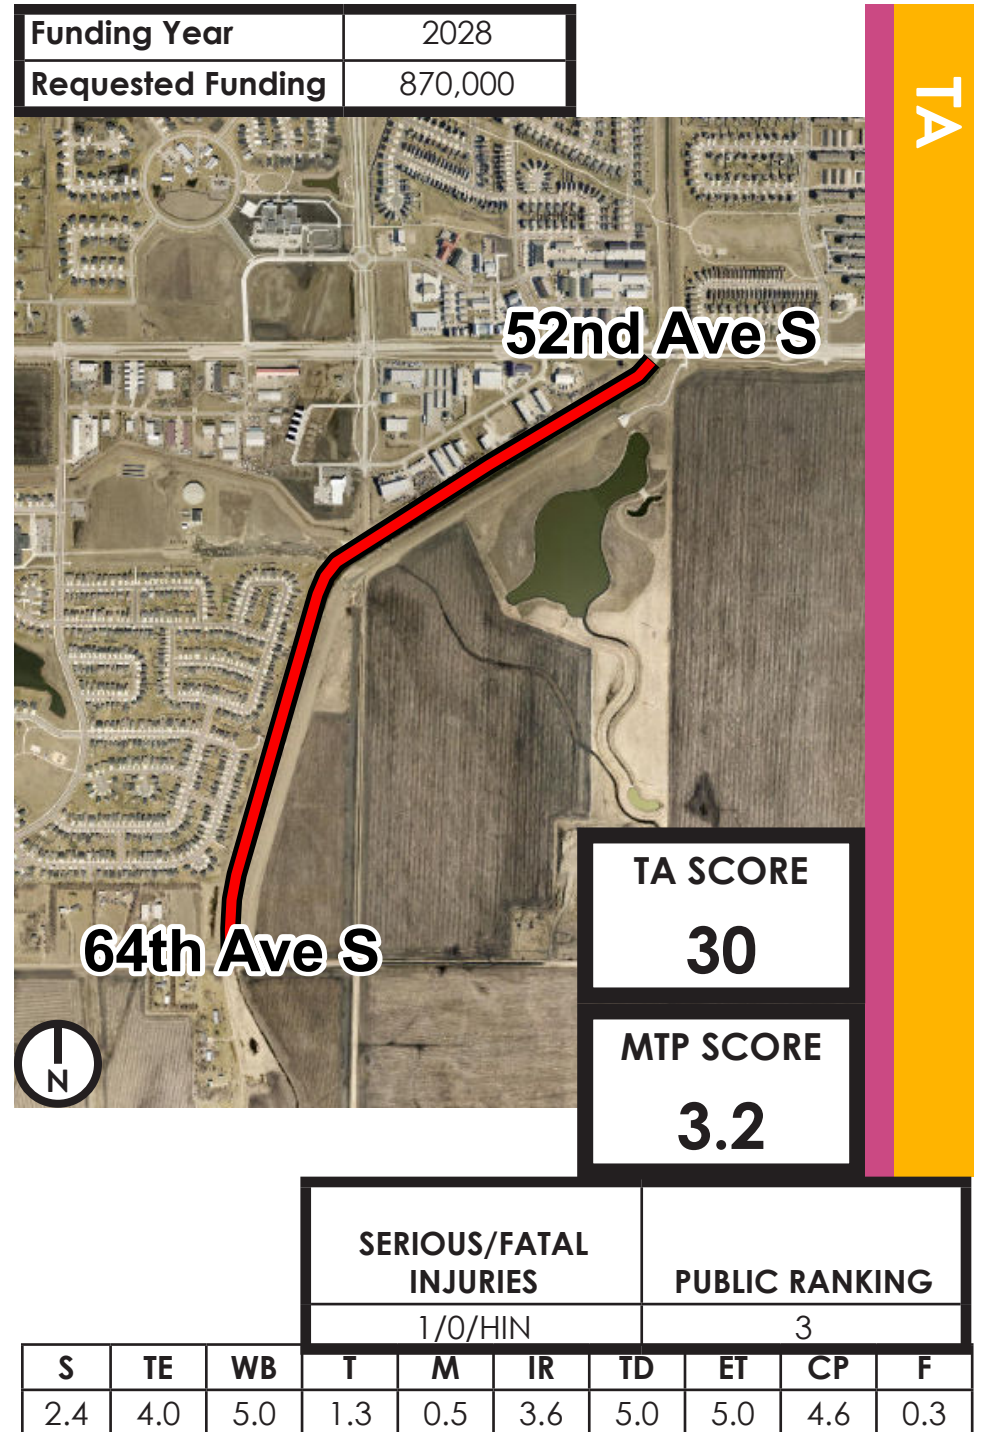 Funding Year 2028
Requested Funding 870,000
TA
52nd Ave S
64th Ave S
N
TA SCORE
30
MTP SCORE
3.2
SERIOUS/FATAL
INJURIES
PUBLIC RANKING
1/0/HIN 3
S TE WB T M IR TD ET CP F
2.4 4.0 5.0 1.3 0.5 3.6 5.0 5.0 4.6 0.3